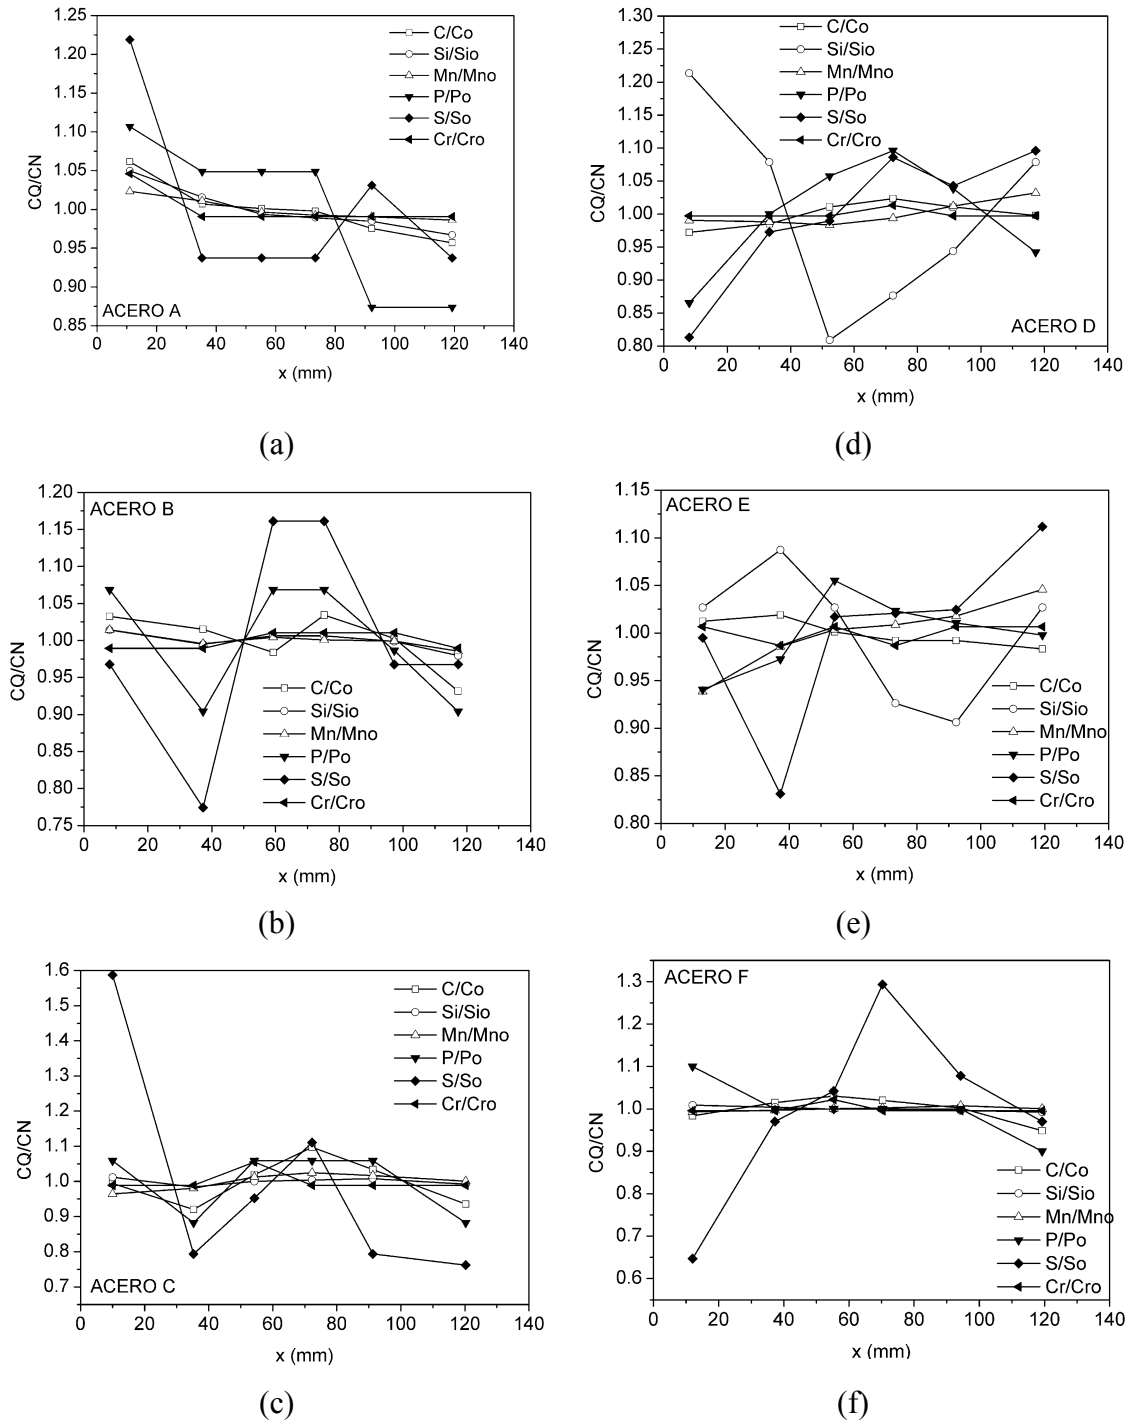 1.25
1.20
1.15
1.10
1.05
1.00
0.95
0.90
0.85
CQ/CN
C/Co
Si/Sio
Mn/Mno
P/Po
S/So
Cr/Cro
ACERO A
0 20 40 60 80 100 120 140
x (mm)
(a)
1.30
1.25
1.20
1.15
1.10
1.05
1.00
0.95
0.90
0.85
0.80
CQ/CN
C/Co
Si/Sio
Mn/Mno
P/Po
S/So
Cr/Cro
ACERO D
0 20 40 60 80 100 120 140
x (mm)
(d)
1.20
1.15
1.10
1.05
1.00
0.95
0.90
0.85
0.80
0.75
CQ/CN
ACERO B
C/Co
Si/Sio
Mn/Mno
P/Po
S/So
Cr/Cro
0 20 40 60 80 100 120 140
x (mm)
(b)
1.15
1.10
1.05
1.00
0.95
0.90
0.85
0.80
CQ/CN
ACERO E
C/Co
Si/Sio
Mn/Mno
P/Po
S/So
Cr/Cro
0 20 40 60 80 100 120 140
x (mm)
(e)
1.6
1.5
1.4
1.3
1.2
1.1
1.0
0.9
0.8
0.7
CQ/CN
C/Co
Si/Sio
Mn/Mno
P/Po
S/So
Cr/Cro
ACERO C
0 20 40 60 80 100 120 140
x (mm)
(c)
1.3
1.2
1.1
1.0
0.9
0.8
0.7
0.6
CQ/CN
ACERO F
C/Co
Si/Sio
Mn/Mno
P/Po
S/So
Cr/Cro
0 20 40 60 80 100 120 140
x (mm)
(f)